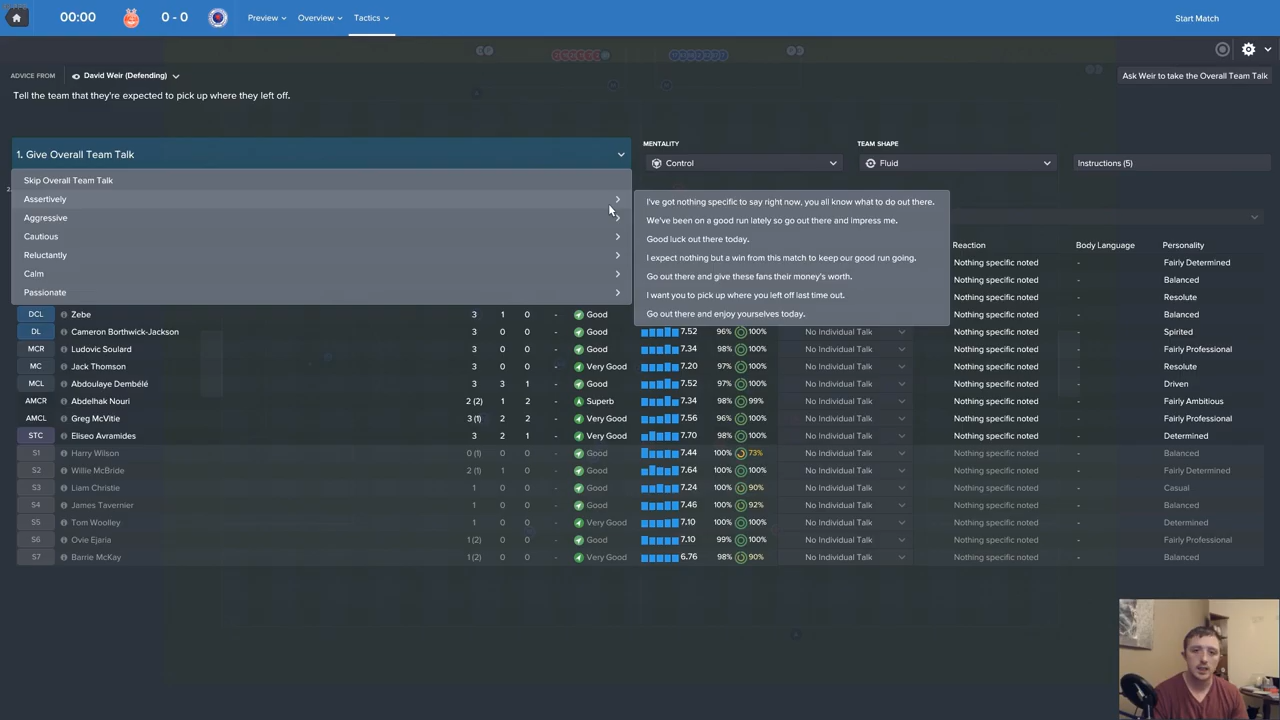 00:00 0 - 0 Preview Overview Tactics Start Match
ADVICE FROM David Weir (Defending) Ask Weir to take the Overall Team Talk
Tell the team that they're expected to pick up where they left off.
MENTALITY TEAM SHAPE
1. Give Overall Team Talk Control Fluid Instructions (5)
Skip Overall Team Talk
Assertively I've got nothing specific to say right now, you all know what to do out there.
Aggressive We've been on a good run lately so go out there and impress me.
Cautious Good luck out there today.
Reluctantly I expect nothing but a win from this match to keep our good run going.
Calm Go out there and give these fans their money's worth.
Passionate I want you to pick up where you left off last time out.
Go out there and enjoy yourselves today.
Reaction Body Language Personality
Nothing specific noted - Fairly Determined
Nothing specific noted - Balanced
Nothing specific noted - Resolute
DCL Zebe 3 1 0 - Good Nothing specific noted - Balanced
DL Cameron Borthwick-Jackson 3 0 0 - Good 7.52 96% 100% No Individual Talk Nothing specific noted - Spirited
MCR Ludovic Soulard 3 0 0 - Good 7.34 98% 100% No Individual Talk Nothing specific noted - Fairly Professional
MC Jack Thomson 3 0 0 - Very Good 7.20 97% 100% No Individual Talk Nothing specific noted - Resolute
MCL Abdoulaye Dembélé 3 3 1 - Good 7.52 97% 100% No Individual Talk Nothing specific noted - Driven
AMCR Abdelhak Nouri 2 (2) 1 2 - Superb 7.34 98% 99% No Individual Talk Nothing specific noted - Fairly Ambitious
AMCL Greg McVitie 3 (1) 2 2 - Very Good 7.56 96% 100% No Individual Talk Nothing specific noted - Fairly Professional
STC Eliseo Avramides 3 2 1 - Very Good 7.70 98% 100% No Individual Talk Nothing specific noted - Determined
S1 Harry Wilson 0 (1) 0 0 - Good 7.44 100% 73% No Individual Talk Nothing specific noted - Balanced
S2 Willie McBride 2 (1) 1 0 - Good 7.64 100% 100% No Individual Talk Nothing specific noted - Fairly Determined
S3 Liam Christie 1 0 0 - Good 7.24 100% 90% No Individual Talk Nothing specific noted - Casual
S4 James Tavernier 1 0 0 - Good 7.46 100% 92% No Individual Talk Nothing specific noted - Balanced
S5 Tom Woolley 1 0 0 - Very Good 7.10 100% 100% No Individual Talk Nothing specific noted - Determined
S6 Ovie Ejaria 1 (2) 0 0 - Good 7.10 99% 100% No Individual Talk Nothing specific noted - Fairly Professional
S7 Barrie McKay 1 (2) 0 0 - Very Good 6.76 98% 90% No Individual Talk Nothing specific noted - Balanced